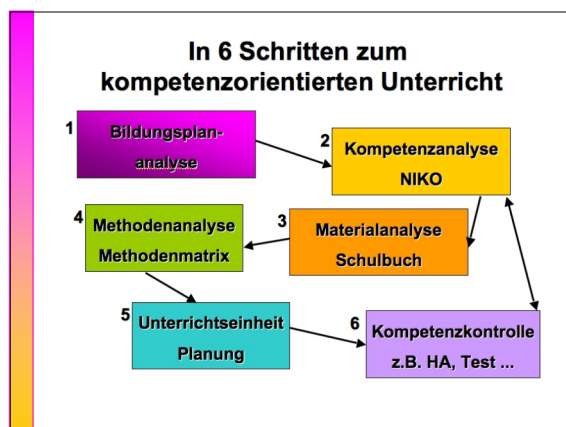 In 6 Schritten zum
kompetenzorientierten Unterricht
1
Bildungsplan-
analyse
2
Kompetenzanalyse
NIKO
3
Materialanalyse
Schulbuch
4
Methodenanalyse
Methodenmatrix
5
Unterrichtseinheit
Planung
6
Kompetenzkontrolle
z.B. HA, Test ...